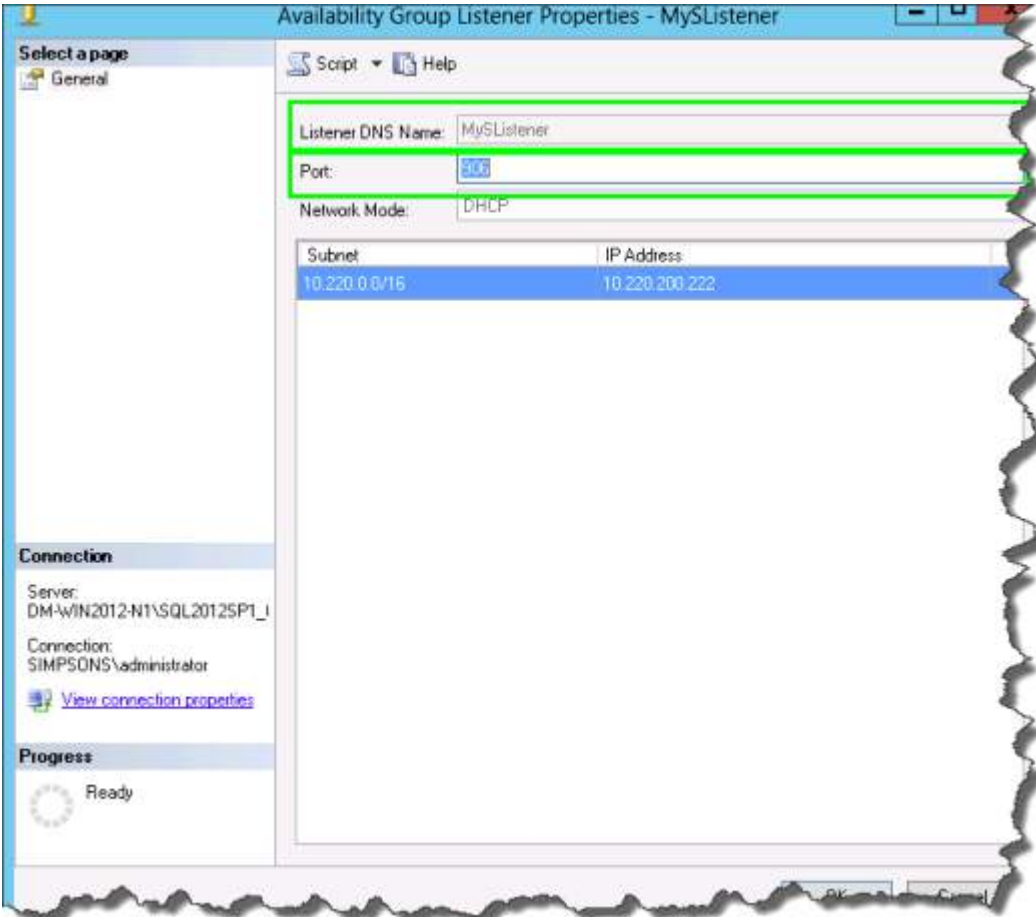 Availability Group Listener Properties - MySListener
Select a page
General
Script Help
Listener DNS Name: MySListener
Port: 906
Network Mode: DHCP
Subnet IP Address
10.220.0.0/16 10.220.200.222
Connection
Server:
DM-WIN2012-N1\SQL2012SP1_
Connection:
SIMPSONS\administrator
View connection properties
Progress
Ready